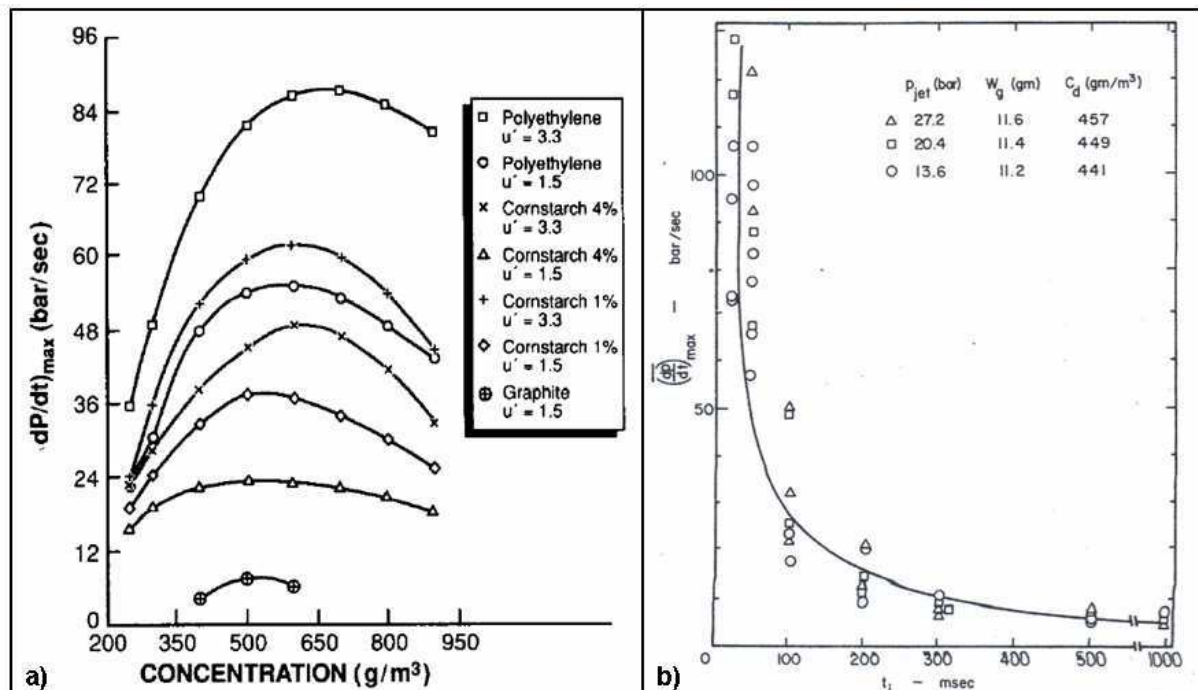 96
84
72
60
48
36
24
12
0
dP/dt)max (bar/sec)
200 350 500 650 800 950
CONCENTRATION (g/m³)
a)
Polyethylene
u´ = 3.3
Polyethylene
u´ = 1.5
Cornstarch 4%
u´ = 3.3
Cornstarch 4%
u´ = 1.5
Cornstarch 1%
u´ = 3.3
Cornstarch 1%
u´ = 1.5
Graphite
u´ = 1.5
Pjet (bar) Wg (gm) Cd (gm/m³)
27.2 11.6 457
20.4 11.4 449
13.6 11.2 441
100
50
(dp/dt)max — bar/sec
0 100 200 300 400 500 1000
— msec
b)